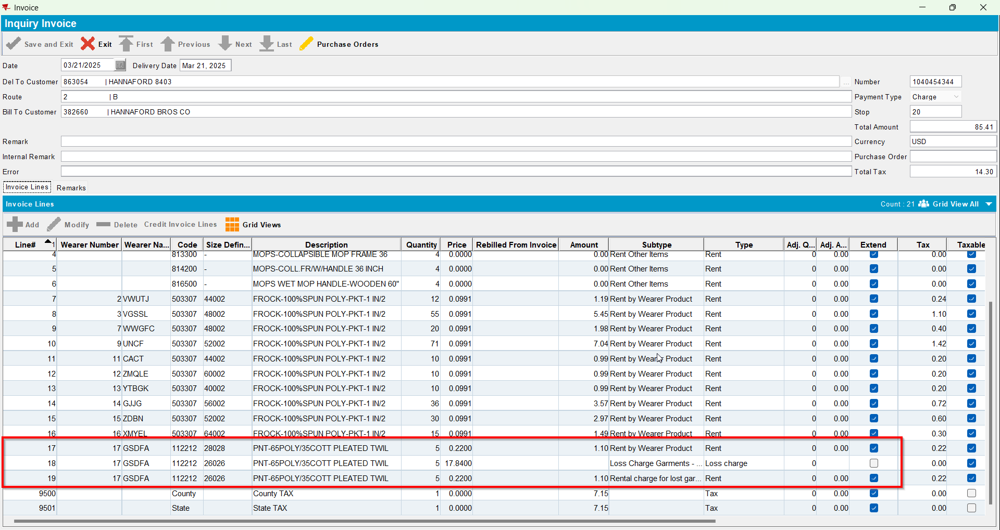 Invoice
Inquiry Invoice
Save and Exit Exit First Previous Next Last Purchase Orders
Date 03/21/2025 Delivery Date Mar 21, 2025
Del To Customer 863054 | HANNAFORD 8403 ... Number 1040454344
Route 2 | B Payment Type Charge
Bill To Customer 382660 | HANNAFORD BROS CO Stop 20
Total Amount 85.41
Remark Currency USD
Internal Remark Purchase Order
Error Total Tax 14.30
Invoice Lines Remarks
Invoice Lines Count : 21 Grid View All
Add Modify Delete Credit Invoice Lines Grid Views
Line# 1 Wearer Number Wearer Na... Code Size Defin... Description Quantity Price Rebilled From Invoice Amount Subtype Type Adj. Q... Adj. A... Extend Tax Taxable
4 813300 - MOPS-COLLAPSIBLE MOP FRAME 36 4 0.0000 0.00 Rent Other Items Rent 0 0.00 0.00
5 814200 - MOPS-COLL.FR/W/HANDLE 36 INCH 4 0.0000 0.00 Rent Other Items Rent 0 0.00 0.00
6 816500 - MOPS WET MOP HANDLE-WOODEN 60" 4 0.0000 0.00 Rent Other Items Rent 0 0.00 0.00
7 2 VWUTJ 503307 44002 FROCK-100%SPUN POLY-PKT-1 IN/2 12 0.0991 1.19 Rent by Wearer Product Rent 0 0.00 0.24
8 3 VGSSL 503307 48002 FROCK-100%SPUN POLY-PKT-1 IN/2 55 0.0991 5.45 Rent by Wearer Product Rent 0 0.00 1.10
9 7 WWGFC 503307 48002 FROCK-100%SPUN POLY-PKT-1 IN/2 20 0.0991 1.98 Rent by Wearer Product Rent 0 0.00 0.40
10 9 UNCF 503307 52002 FROCK-100%SPUN POLY-PKT-1 IN/2 71 0.0991 7.04 Rent by Wearer Product Rent 0 0.00 1.42
11 11 CACT 503307 44002 FROCK-100%SPUN POLY-PKT-1 IN/2 10 0.0991 0.99 Rent by Wearer Product Rent 0 0.00 0.20
12 12 ZMQLE 503307 60002 FROCK-100%SPUN POLY-PKT-1 IN/2 10 0.0991 0.99 Rent by Wearer Product Rent 0 0.00 0.20
13 13 YTBGK 503307 40002 FROCK-100%SPUN POLY-PKT-1 IN/2 10 0.0991 0.99 Rent by Wearer Product Rent 0 0.00 0.20
14 14 GJJG 503307 56002 FROCK-100%SPUN POLY-PKT-1 IN/2 36 0.0991 3.57 Rent by Wearer Product Rent 0 0.00 0.72
15 15 ZDBN 503307 52002 FROCK-100%SPUN POLY-PKT-1 IN/2 30 0.0991 2.97 Rent by Wearer Product Rent 0 0.00 0.60
16 16 XMYEL 503307 64002 FROCK-100%SPUN POLY-PKT-1 IN/2 15 0.0991 1.49 Rent by Wearer Product Rent 0 0.00 0.30
17 17 GSDFA 112212 28028 PNT-65POLY/35COTT PLEATED TWIL 5 0.2200 1.10 Rent by Wearer Product Rent 0 0.00 0.22
18 17 GSDFA 112212 26026 PNT-65POLY/35COTT PLEATED TWIL 5 17.8400 Loss Charge Garments - ... Loss charge 0 0.00
19 17 GSDFA 112212 26026 PNT-65POLY/35COTT PLEATED TWIL 5 0.2200 1.10 Rental charge for lost gar... Rent 0 0.00 0.22
9500 County County TAX 1 0.0000 7.15 Tax 0 0.00 0.00
9501 State State TAX 1 0.0000 7.15 Tax 0 0.00 0.00